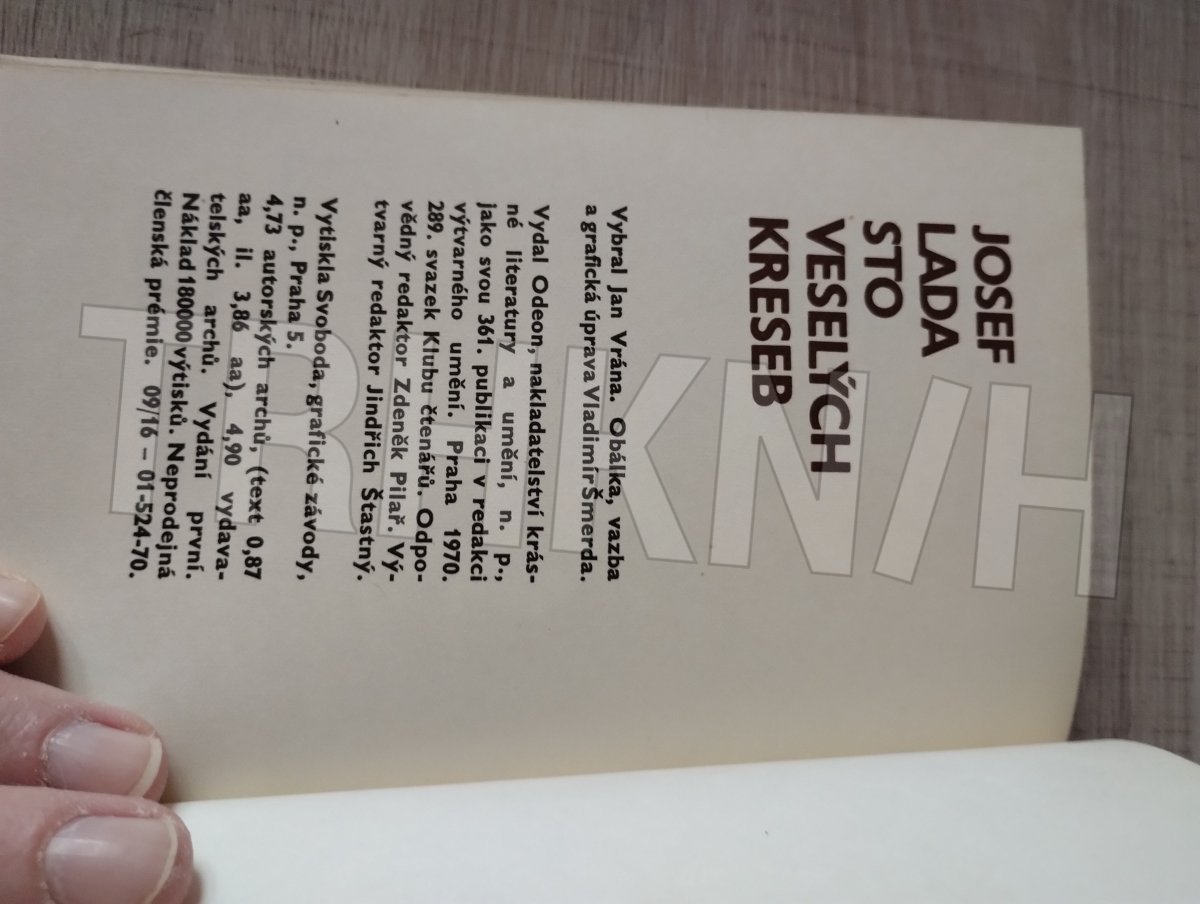 JOSEF
LADA
STO
VESELÝCH
KRESEB
Vybral Jan Vrána. Obálka, vazba
a grafická úprava Vladimír Šmerda.
Vydal Odeon, nakladatelství krás-
né literatury a umění, n. p.,
jako svou 361. publikaci v redakci
výtvarného umění. Praha 1970.
289. svazek Klubu čtenářů. Odpo-
vědný redaktor Zdeněk Pilař. Vý-
tvarný redaktor Jindřich Šťastný.
Vytiskla Svoboda, grafické závody,
n. p., Praha 5.
4,73 autorských archů, (text 0,87
aa, il. 3,86 aa), 4,90 vydava-
telských archů. Vydání první.
Náklad 180000 výtisků. Neprodejná
členská prémie. 09/16 – 01-524-70.